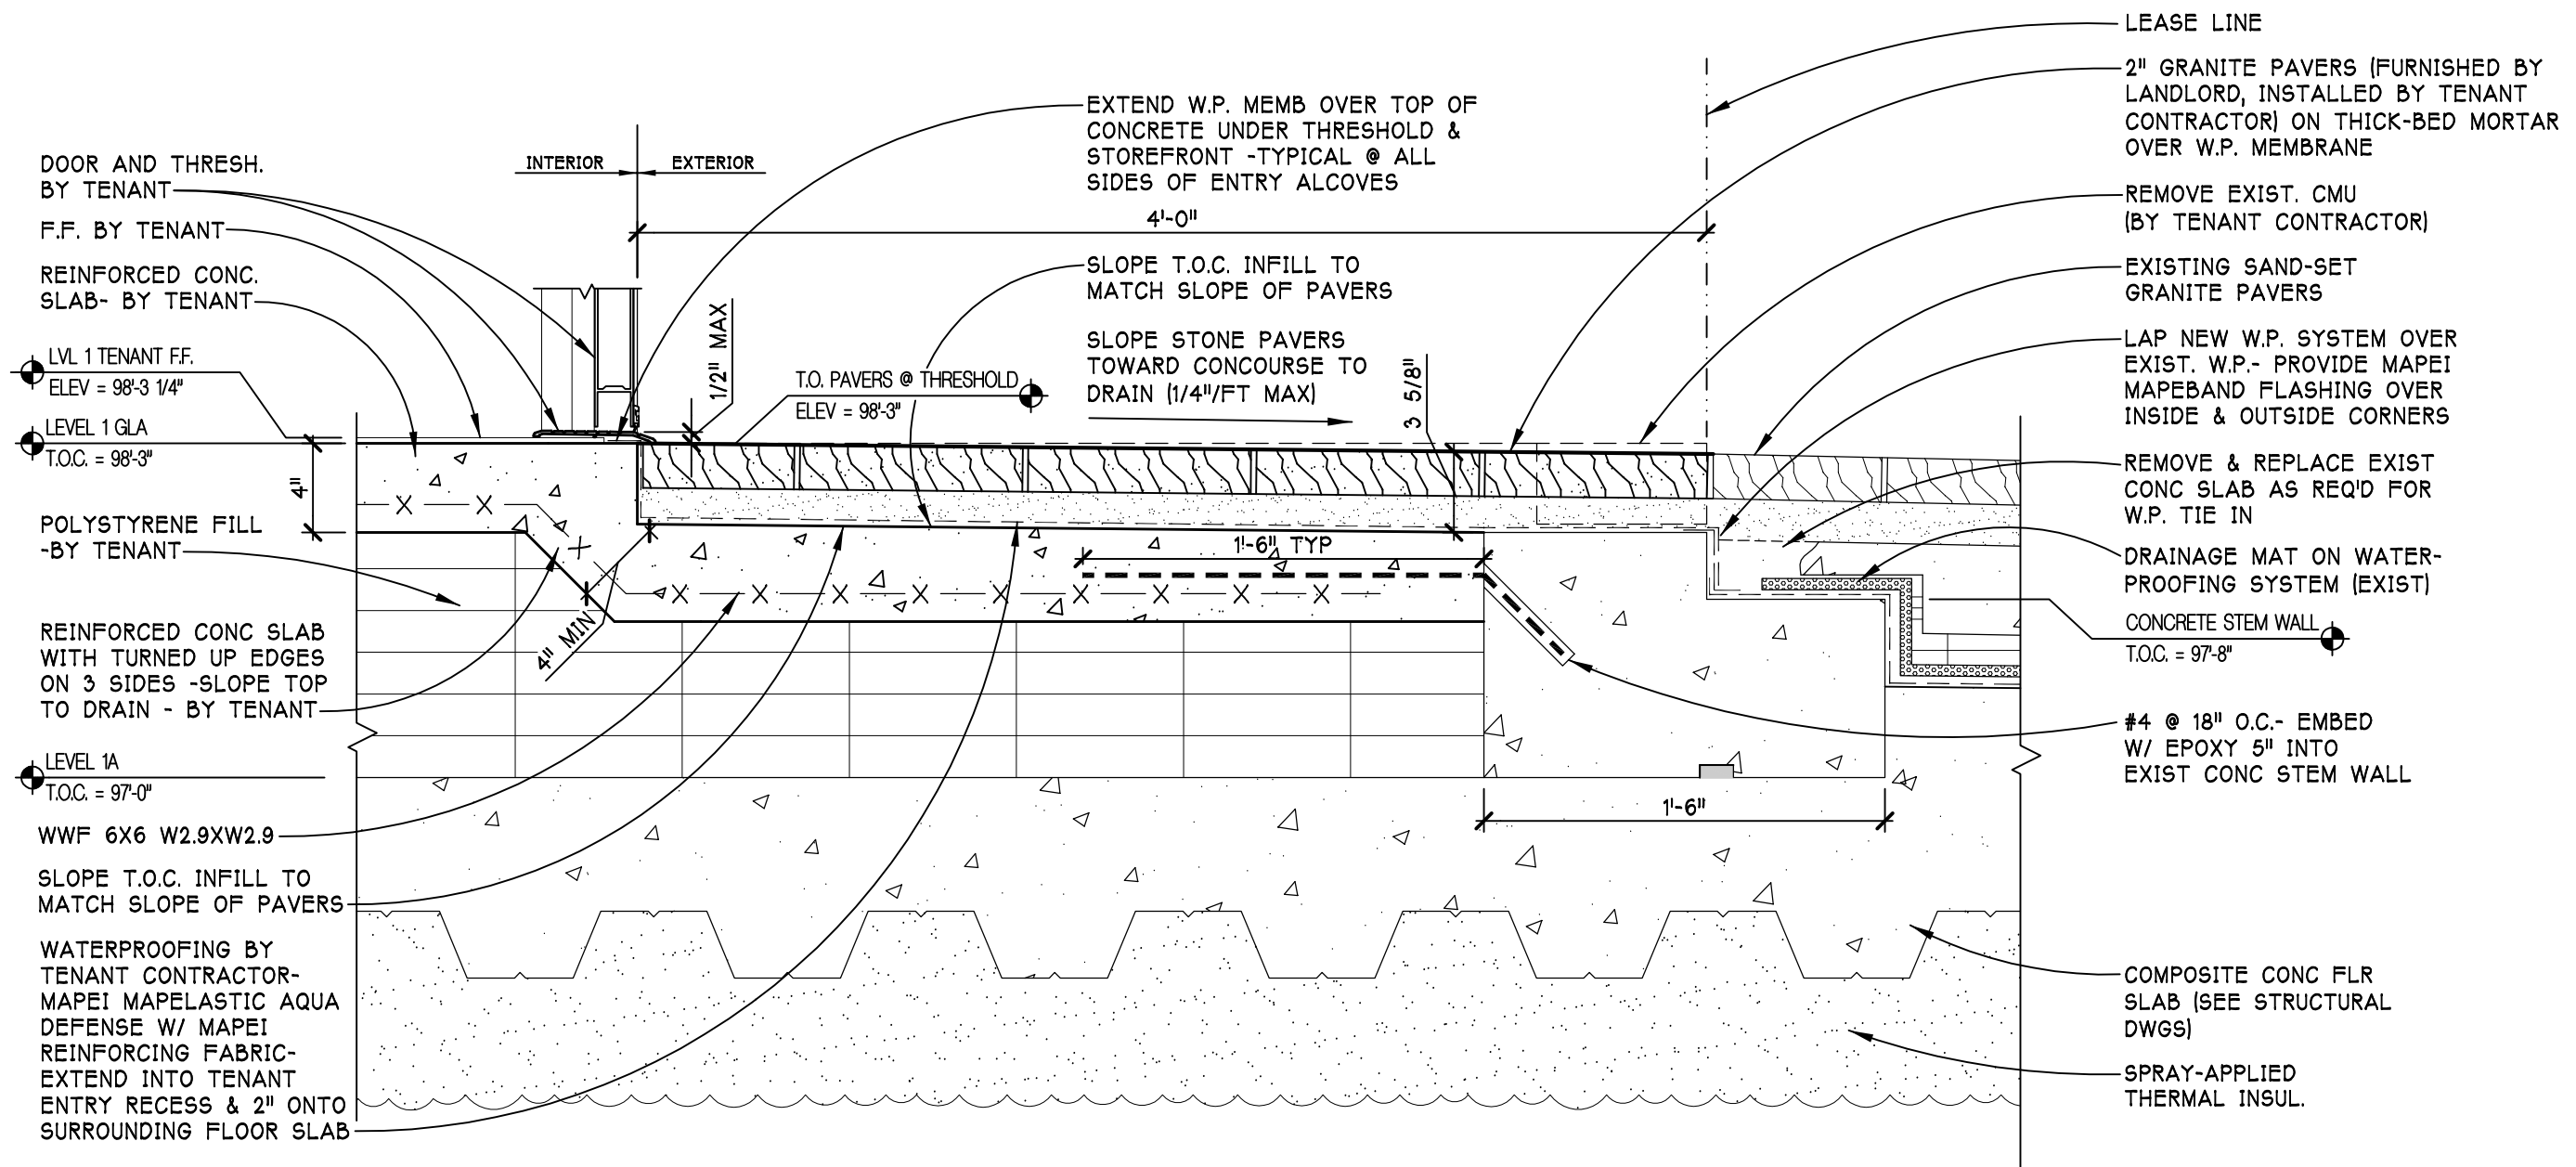 DOOR AND THRESH.
BY TENANT
F.F. BY TENANT
REINFORCED CONC.
SLAB- BY TENANT
LVL 1 TENANT F.F.
ELEV = 98'-3 1/4"
LEVEL 1 GLA
T.O.C. = 98'-3"
4"
POLYSTYRENE FILL
-BY TENANT
REINFORCED CONC SLAB
WITH TURNED UP EDGES
ON 3 SIDES -SLOPE TOP
TO DRAIN - BY TENANT
LEVEL 1A
T.O.C. = 97'-0"
WWF 6X6 W2.9XW2.9
SLOPE T.O.C. INFILL TO
MATCH SLOPE OF PAVERS
WATERPROOFING BY
TENANT CONTRACTOR-
MAPEI MAPELASTIC AQUA
DEFENSE W/ MAPEI
REINFORCING FABRIC-
EXTEND INTO TENANT
ENTRY RECESS & 2" ONTO
SURROUNDING FLOOR SLAB
INTERIOR
EXTERIOR
EXTEND W.P. MEMB OVER TOP OF
CONCRETE UNDER THRESHOLD &
STOREFRONT -TYPICAL @ ALL
SIDES OF ENTRY ALCOVES
4'-0"
SLOPE T.O.C. INFILL TO
MATCH SLOPE OF PAVERS
SLOPE STONE PAVERS
TOWARD CONCOURSE TO
DRAIN (1/4"/FT MAX)
1/2" MAX
T.O. PAVERS @ THRESHOLD
ELEV = 98'-3"
3 5/8"
1'-6" TYP
4" MIN
1'-6"
LEASE LINE
2" GRANITE PAVERS (FURNISHED BY
LANDLORD, INSTALLED BY TENANT
CONTRACTOR) ON THICK-BED MORTAR
OVER W.P. MEMBRANE
REMOVE EXIST. CMU
(BY TENANT CONTRACTOR)
EXISTING SAND-SET
GRANITE PAVERS
LAP NEW W.P. SYSTEM OVER
EXIST. W.P.- PROVIDE MAPEI
MAPEBAND FLASHING OVER
INSIDE & OUTSIDE CORNERS
REMOVE & REPLACE EXIST
CONC SLAB AS REQ'D FOR
W.P. TIE IN
DRAINAGE MAT ON WATER-
PROOFING SYSTEM (EXIST)
CONCRETE STEM WALL
T.O.C. = 97'-8"
#4 @ 18" O.C.- EMBED
W/ EPOXY 5" INTO
EXIST CONC STEM WALL
COMPOSITE CONC FLR
SLAB (SEE STRUCTURAL
DWGS)
SPRAY-APPLIED
THERMAL INSUL.